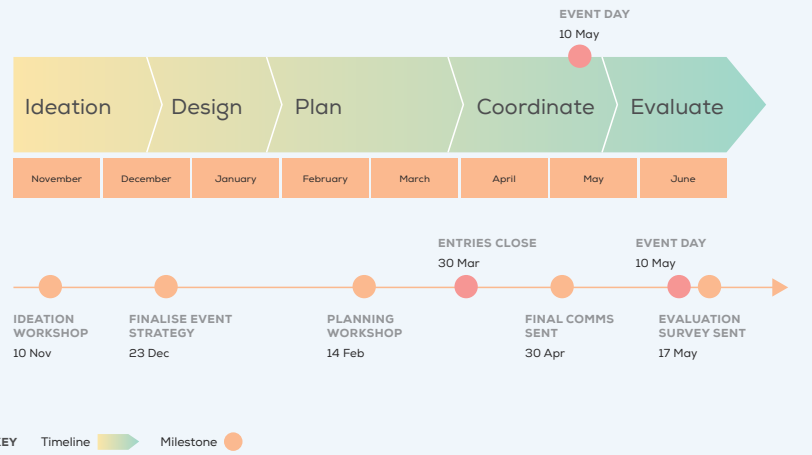 EVENT DAY
10 May
Ideation
Design
Plan
Coordinate
Evaluate
November
December
January
February
March
April
May
June
ENTRIES CLOSE
30 Mar
EVENT DAY
10 May
IDEATION
WORKSHOP
10 Nov
FINALISE EVENT
STRATEGY
23 Dec
PLANNING
WORKSHOP
14 Feb
FINAL COMMS
SENT
30 Apr
EVALUATION
SURVEY SENT
17 May
EY
Timeline
Milestone